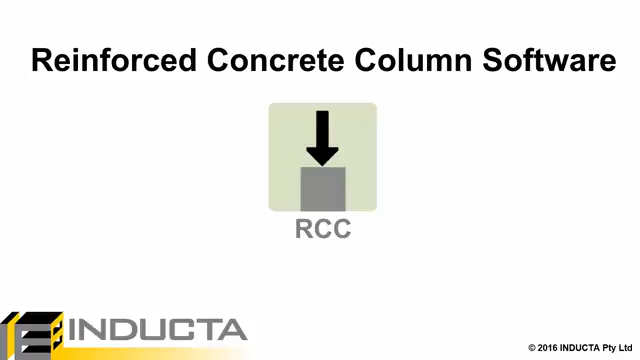 Reinforced Concrete Column Software
RCC
INDUCTA
© 2016 INDUCTA Pty Ltd